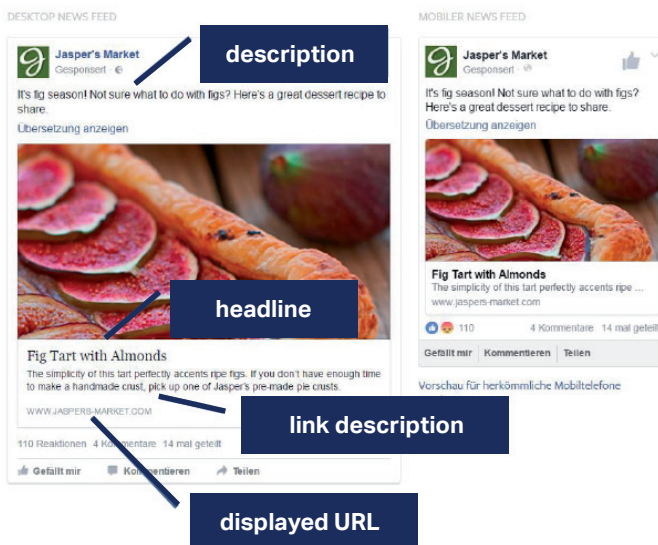 DESKTOP NEWS FEED
Jasper's Market
Gesponsert ·
description
It's fig season! Not sure what to do with figs? Here's a great dessert recipe to
share.
Übersetzung anzeigen
headline
Fig Tart with Almonds
The simplicity of this tart perfectly accents ripe figs. If you don't have enough time
to make a handmade crust, pick up one of Jasper's pre-made pie crusts.
link description
WWW.JASPERS-MARKET.COM
110 Reaktionen 4 Kommentare 14 mal geteilt
Gefällt mir Kommentieren Teilen
displayed URL
MOBILER NEWS FEED
Jasper's Market
Gesponsert ·
It's fig season! Not sure what to do with figs?
Here's a great dessert recipe to share.
Übersetzung anzeigen
Fig Tart with Almonds
The simplicity of this tart perfectly accents ripe ...
www.jaspers-market.com
110 4 Kommentare 14 mal geteilt
Gefällt mir Kommentieren Teilen
Vorschau für herkömmliche Mobiltelefone